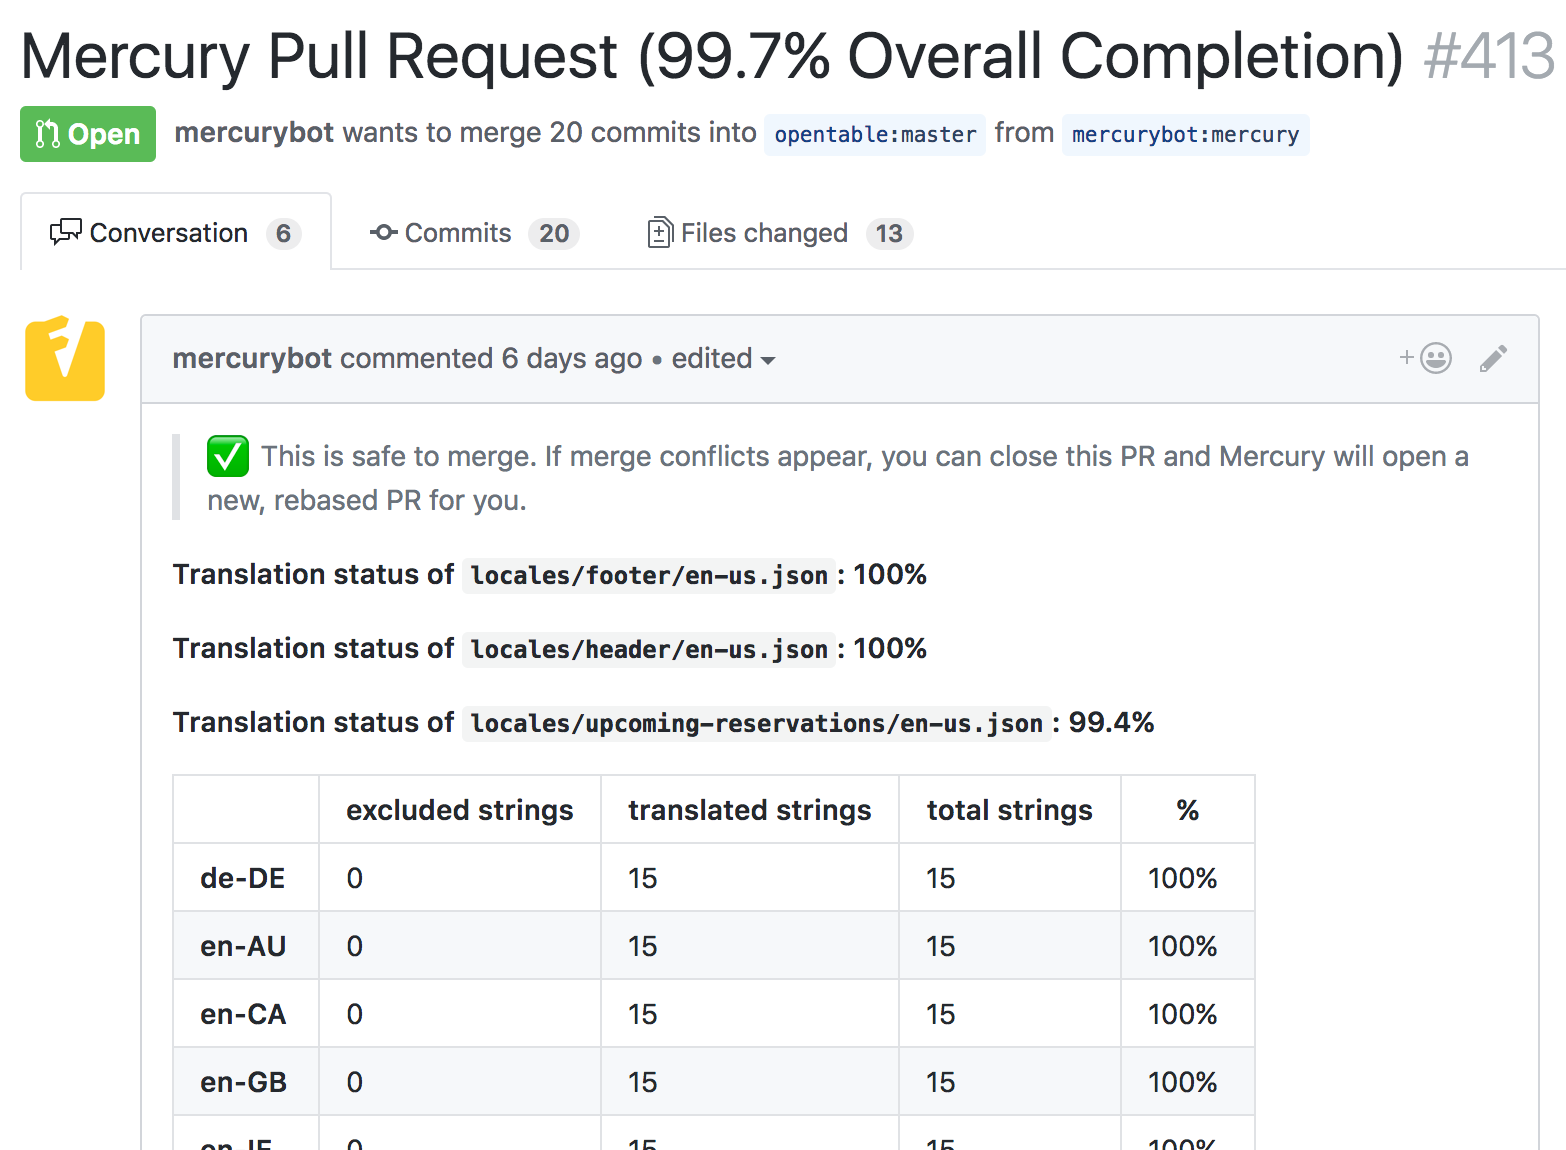 Mercury Pull Request (99.7% Overall Completion) #413
Open mercurybot wants to merge 20 commits into opentable:master from mercurybot:mercury
Conversation 6 Commits 20 Files changed 13
mercurybot commented 6 days ago • edited
✅ This is safe to merge. If merge conflicts appear, you can close this PR and Mercury will open a
new, rebased PR for you.
Translation status of locales/footer/en-us.json: 100%
Translation status of locales/header/en-us.json: 100%
Translation status of locales/upcoming-reservations/en-us.json: 99.4%
excluded strings translated strings total strings %
de-DE 0 15 15 100%
en-AU 0 15 15 100%
en-CA 0 15 15 100%
en-GB 0 15 15 100%
en-IE 0 15 15 100%